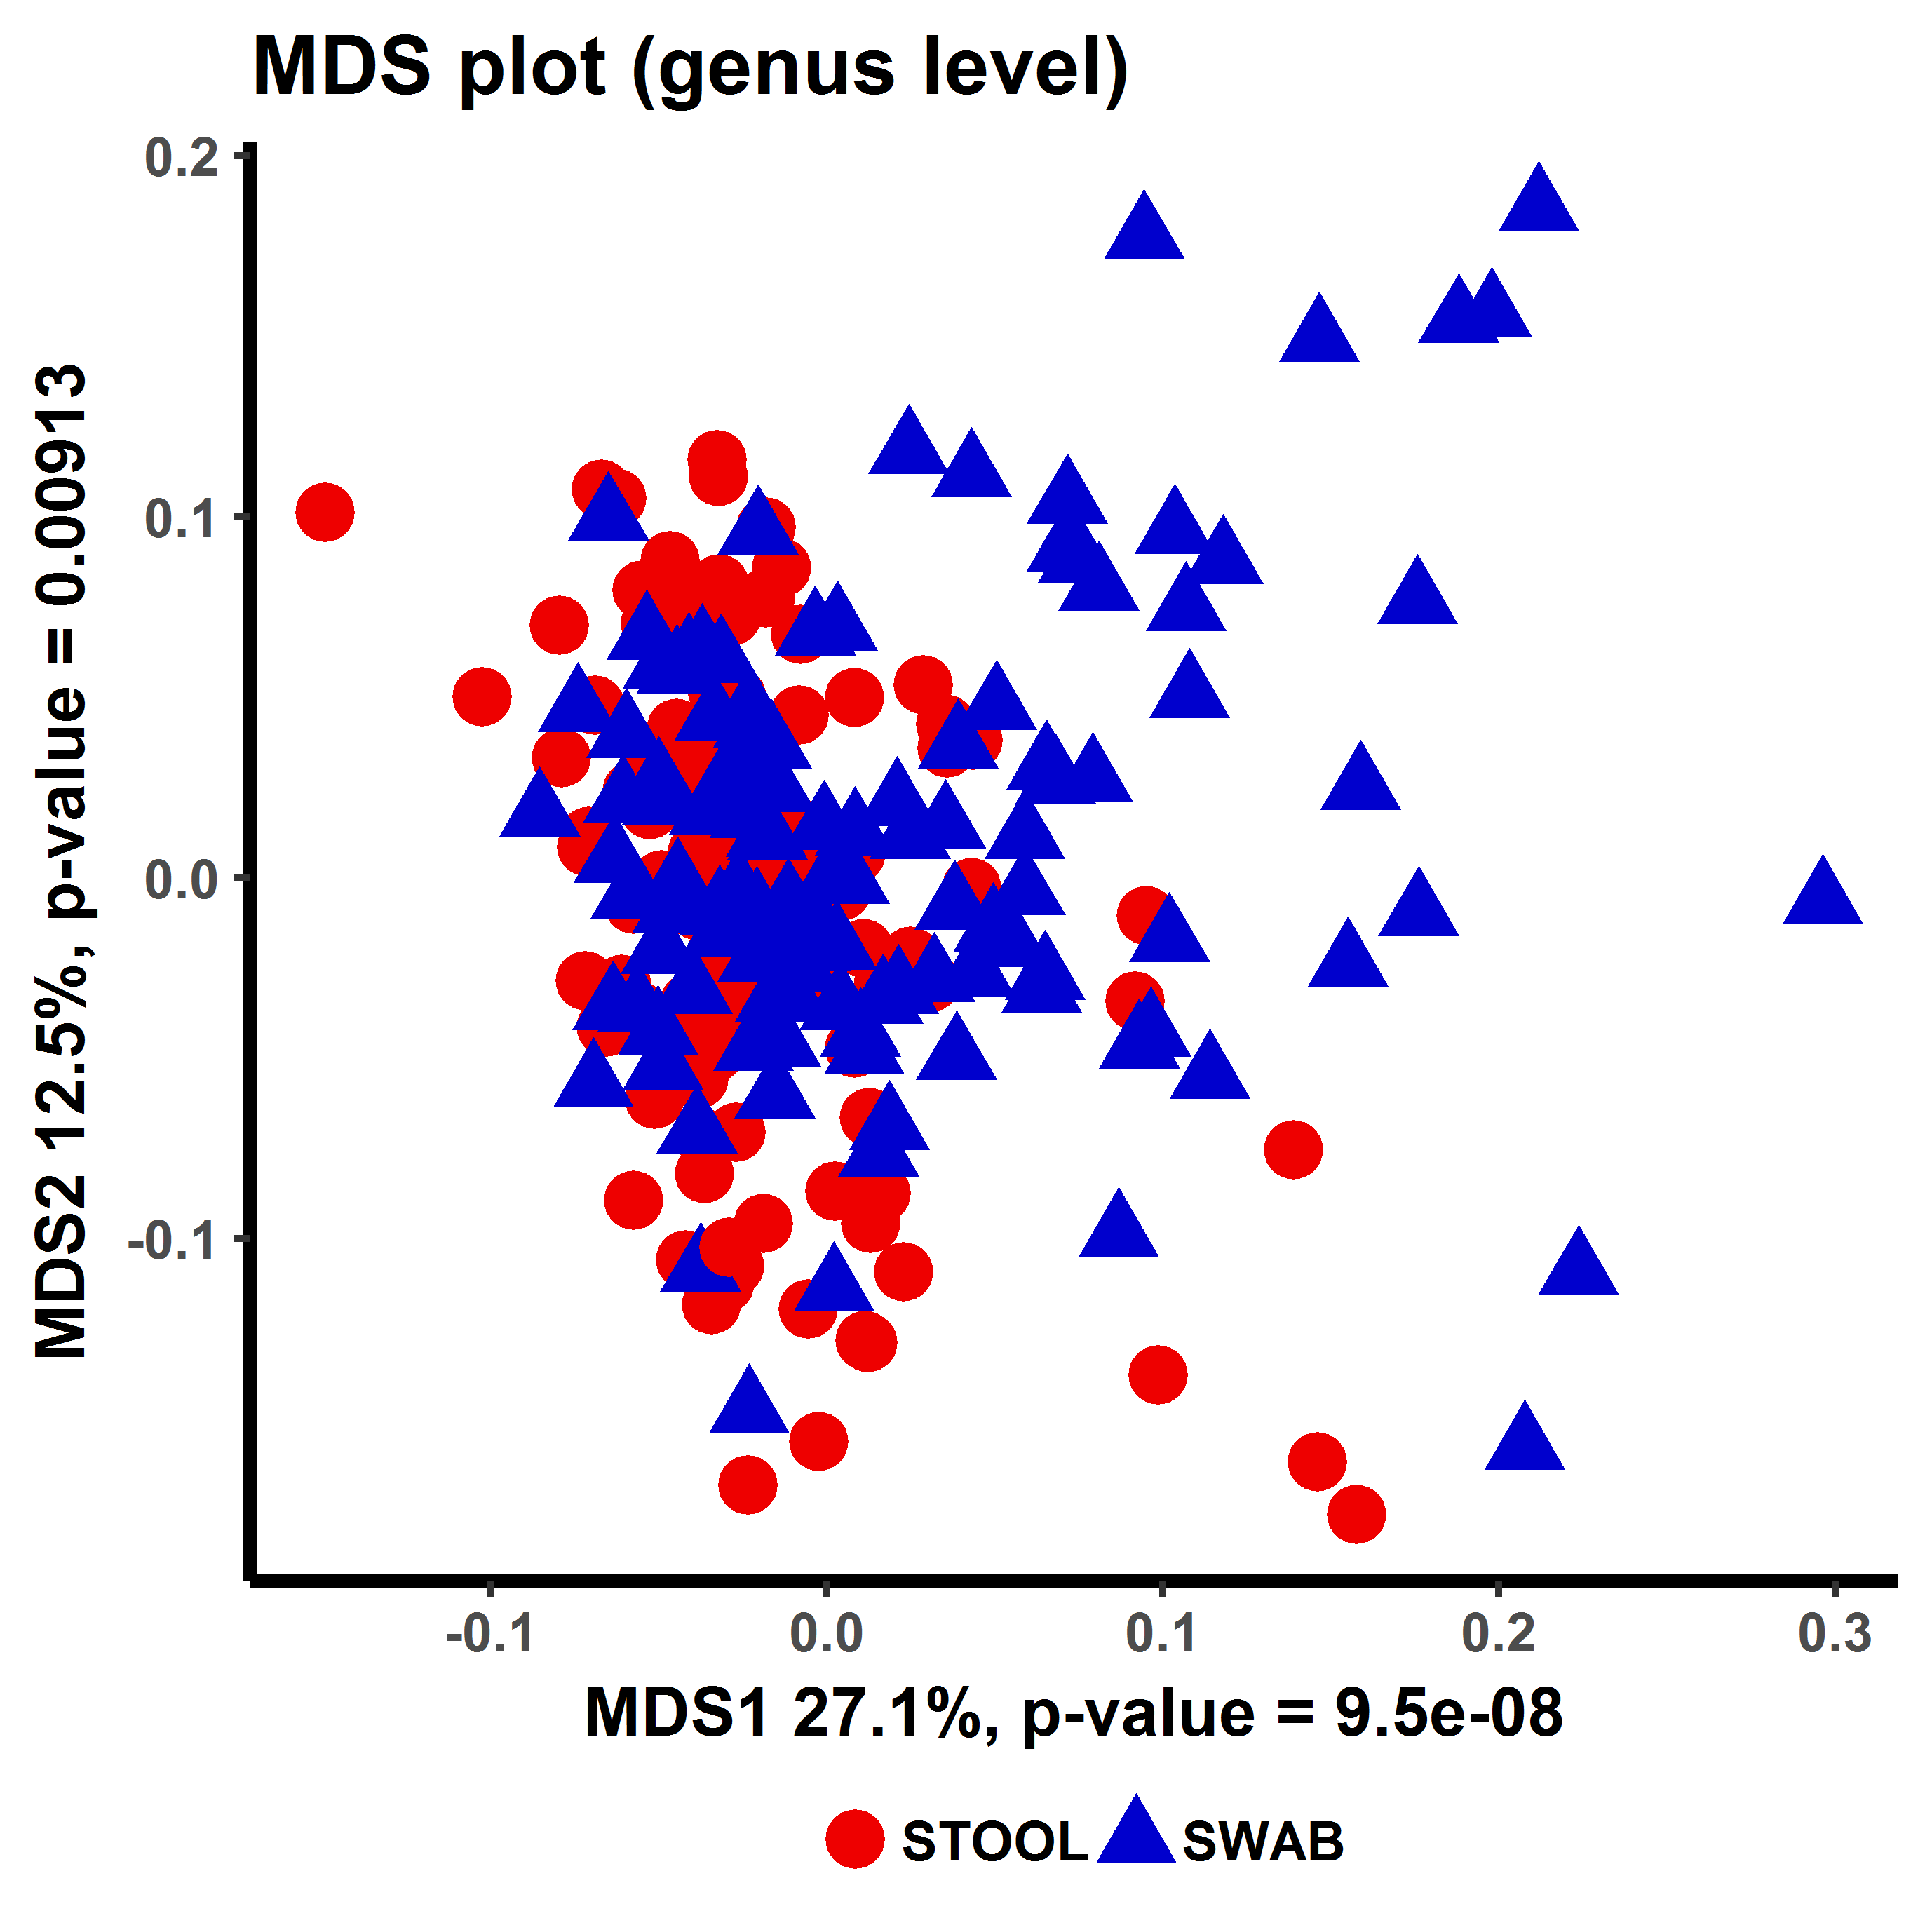 MDS plot (genus level)
MDS2 12.5%, p-value = 0.00913
0.2
0.1
0.0
-0.1
-0.1 0.0 0.1 0.2 0.3
MDS1 27.1%, p-value = 9.5e-08
STOOL SWAB